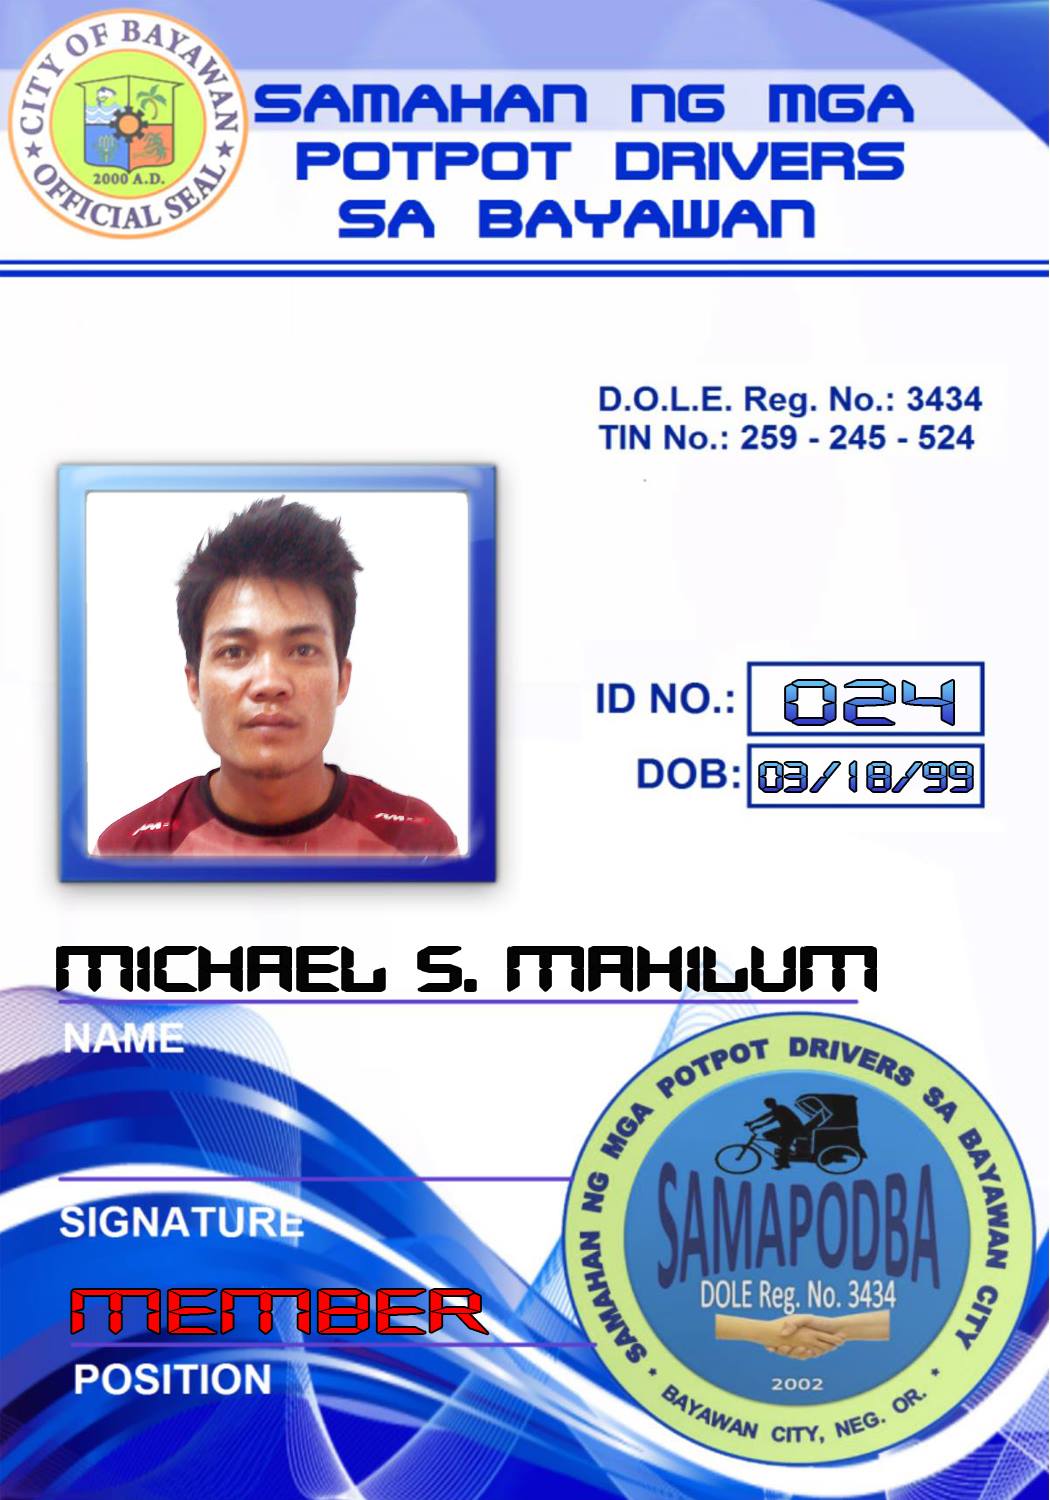 CITY OF BAYAWAN
2000 A.D.
★ OFFICIAL SEAL ★
SAMAHAN NG MGA
POTPOT DRIVERS
SA BAYAWAN
D.O.L.E. Reg. No.: 3434
TIN No.: 259 - 245 - 524
ID NO.: 024
DOB: 03/18/99
MICHAEL S. MAHILUM
NAME
SIGNATURE
MEMBER
POSITION
SAMAHAN NG MGA POTPOT DRIVERS SA BAYAWAN CITY
SAMAPODBA
DOLE Reg. No. 3434
2002
* BAYAWAN CITY, NEG. OR. *